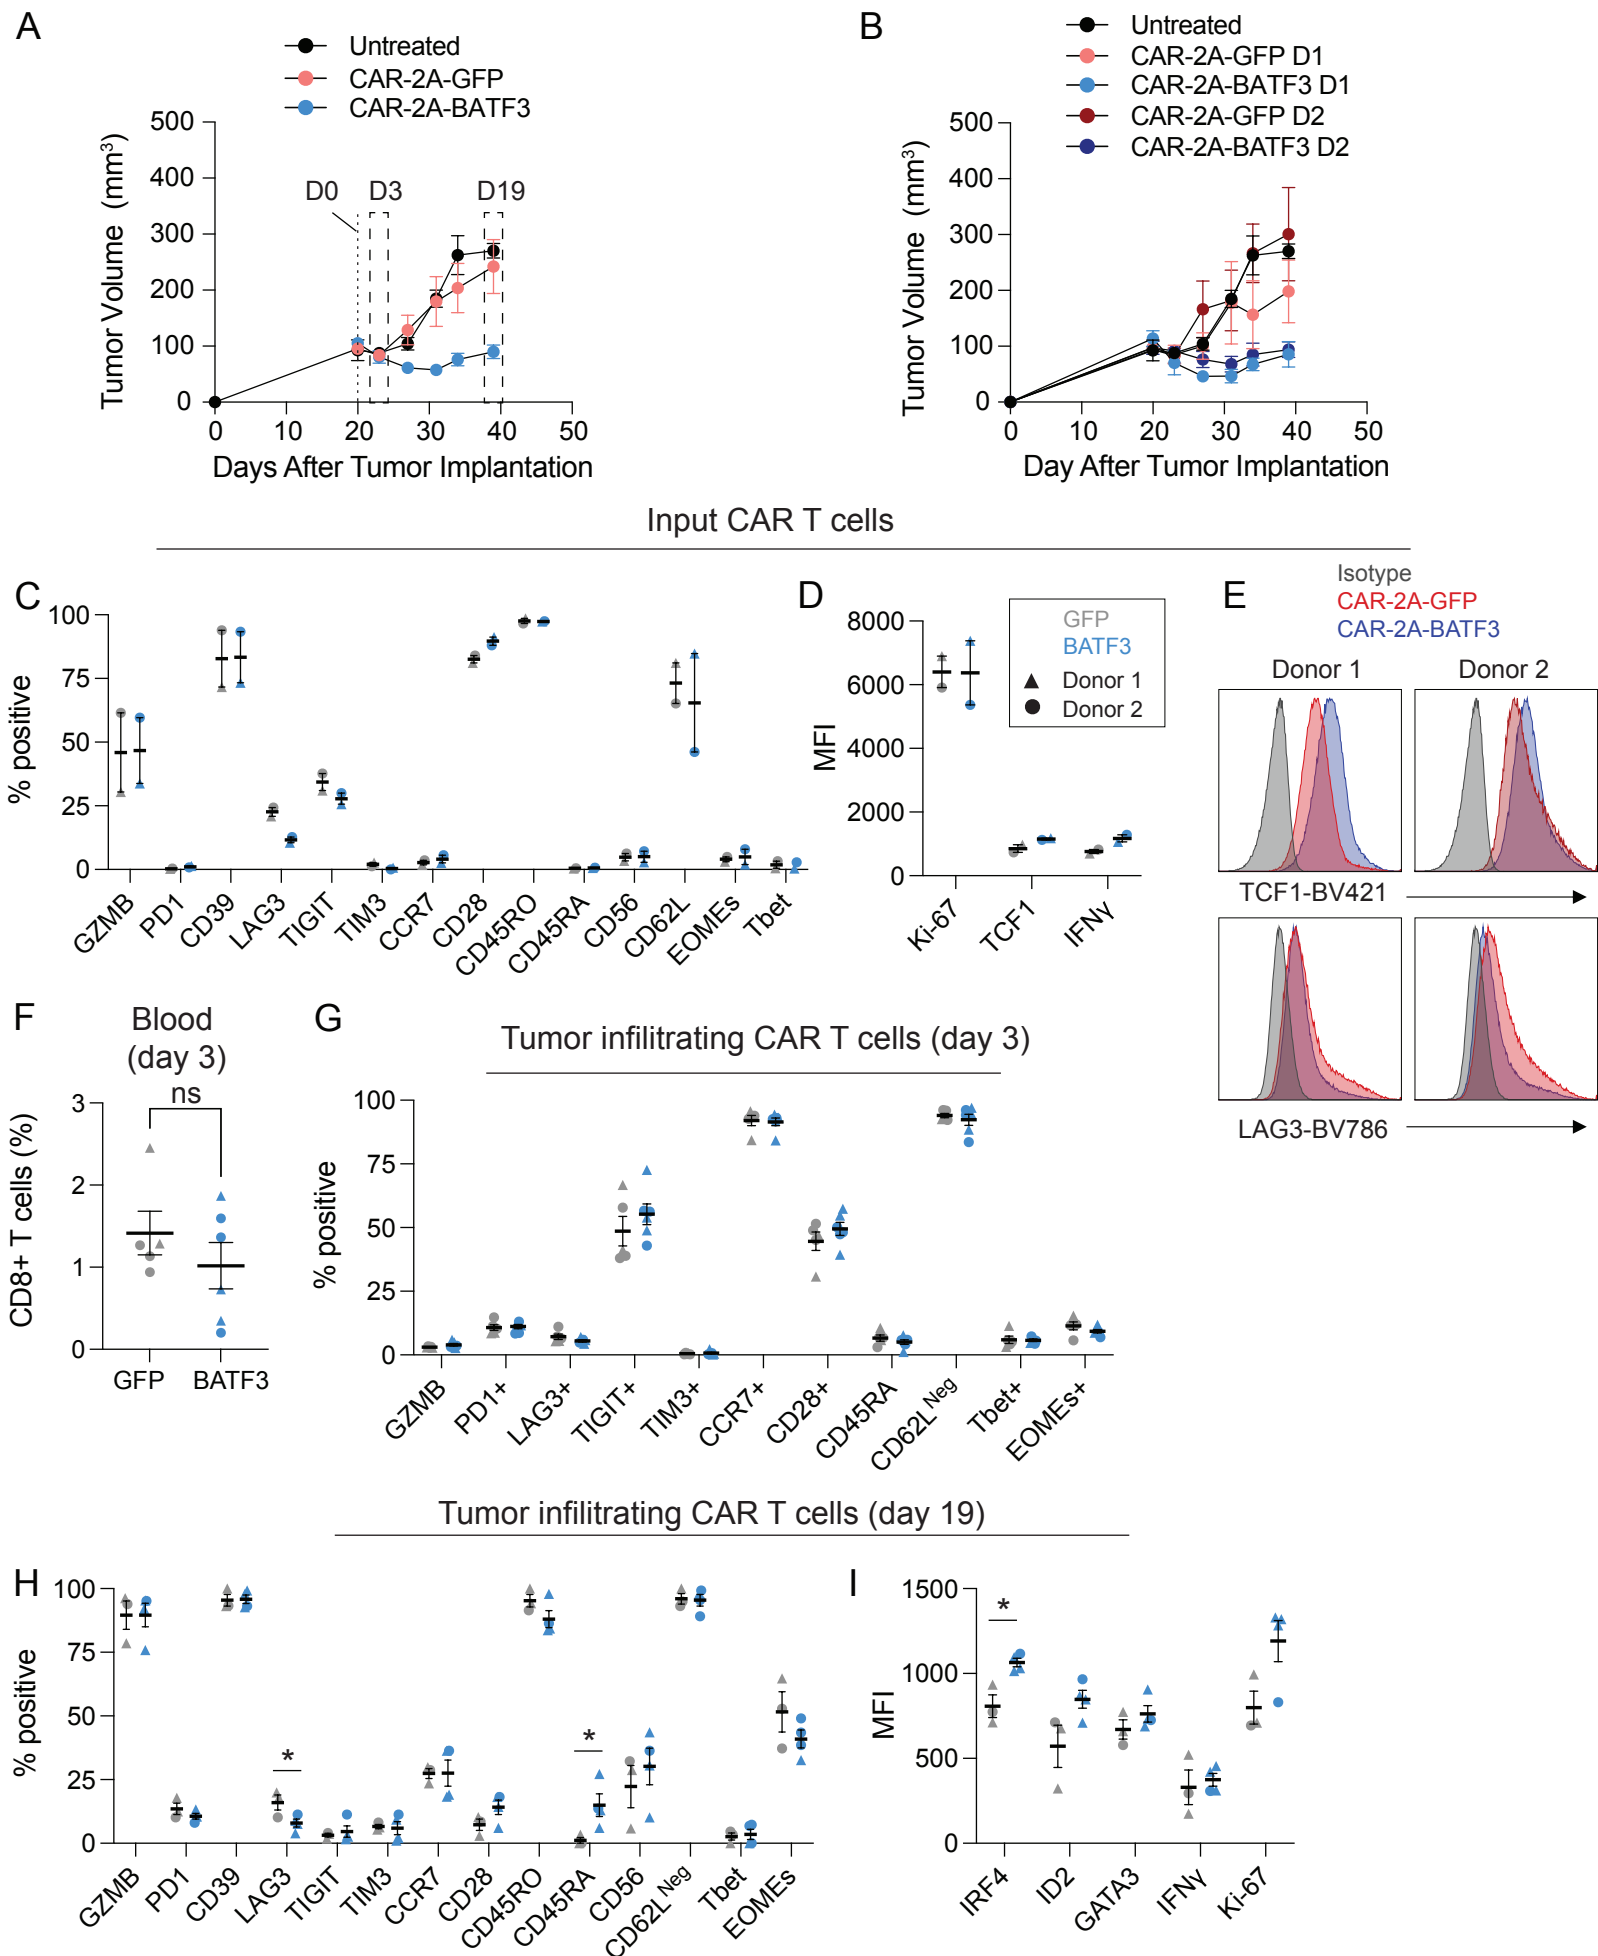 A
Untreated
CAR-2A-GFP
CAR-2A-BATF3
Tumor Volume (mm³)
500
400
300
200
100
0
D0
D3
D19
0 10 20 30 40 50
Days After Tumor Implantation
B
Untreated
CAR-2A-GFP D1
CAR-2A-BATF3 D1
CAR-2A-GFP D2
CAR-2A-BATF3 D2
Tumor Volume (mm³)
500
400
300
200
100
0
0 10 20 30 40 50
Day After Tumor Implantation
Input CAR T cells
C
% positive
100
75
50
25
0
GZMB
PD1
CD39
LAG3
TIGIT
TIM3
CCR7
CD28
CD45RO
CD45RA
CD56
CD62L
EOMEs
Tbet
D
MFI
8000
6000
4000
2000
0
GFP
BATF3
Donor 1
Donor 2
Ki-67
TCF1
IFNγ
E
Isotype
CAR-2A-GFP
CAR-2A-BATF3
Donor 1
Donor 2
TCF1-BV421
LAG3-BV786
F
Blood
(day 3)
ns
CD8+ T cells (%)
3
2
1
0
GFP
BATF3
G
Tumor infilitrating CAR T cells (day 3)
% positive
100
75
50
25
0
GZMB
PD1+
LAG3+
TIGIT+
TIM3+
CCR7+
CD28+
CD45RA
CD62L Neg
Tbet+
EOMEs+
Tumor infilitrating CAR T cells (day 19)
H
% positive
100
75
50
25
0
*
*
GZMB
PD1
CD39
LAG3
TIGIT
TIM3
CCR7
CD28
CD45RO
CD45RA
CD56
CD62L Neg
Tbet
EOMEs
I
MFI
1500
1000
500
0
*
IRF4
ID2
GATA3
IFNγ
Ki-67